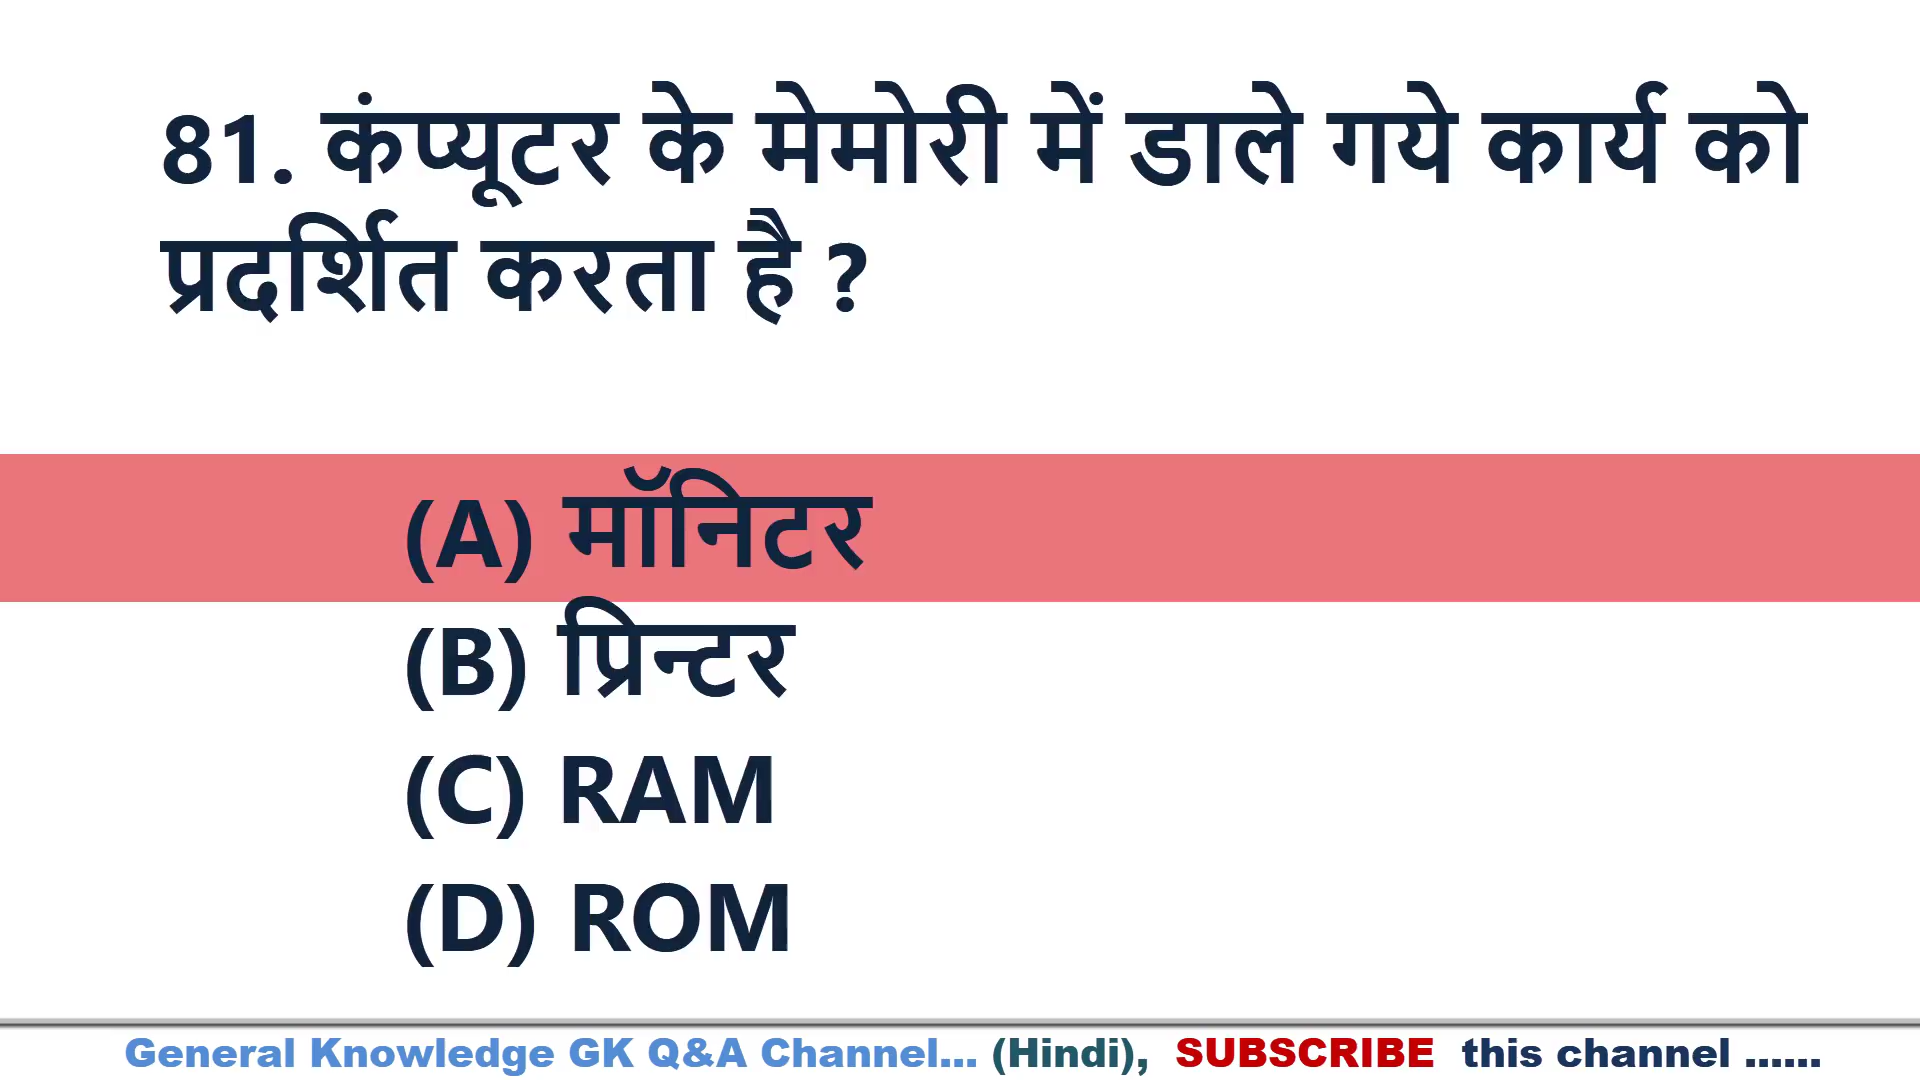 81. कंप्यूटर के मेमोरी में डाले गये कार्य को
प्रदर्शित करता है ?
(A) मॉनिटर
(B) प्रिन्टर
(C) RAM
(D) ROM
General Knowledge GK Q&A Channel... (Hindi), SUBSCRIBE this channel ......